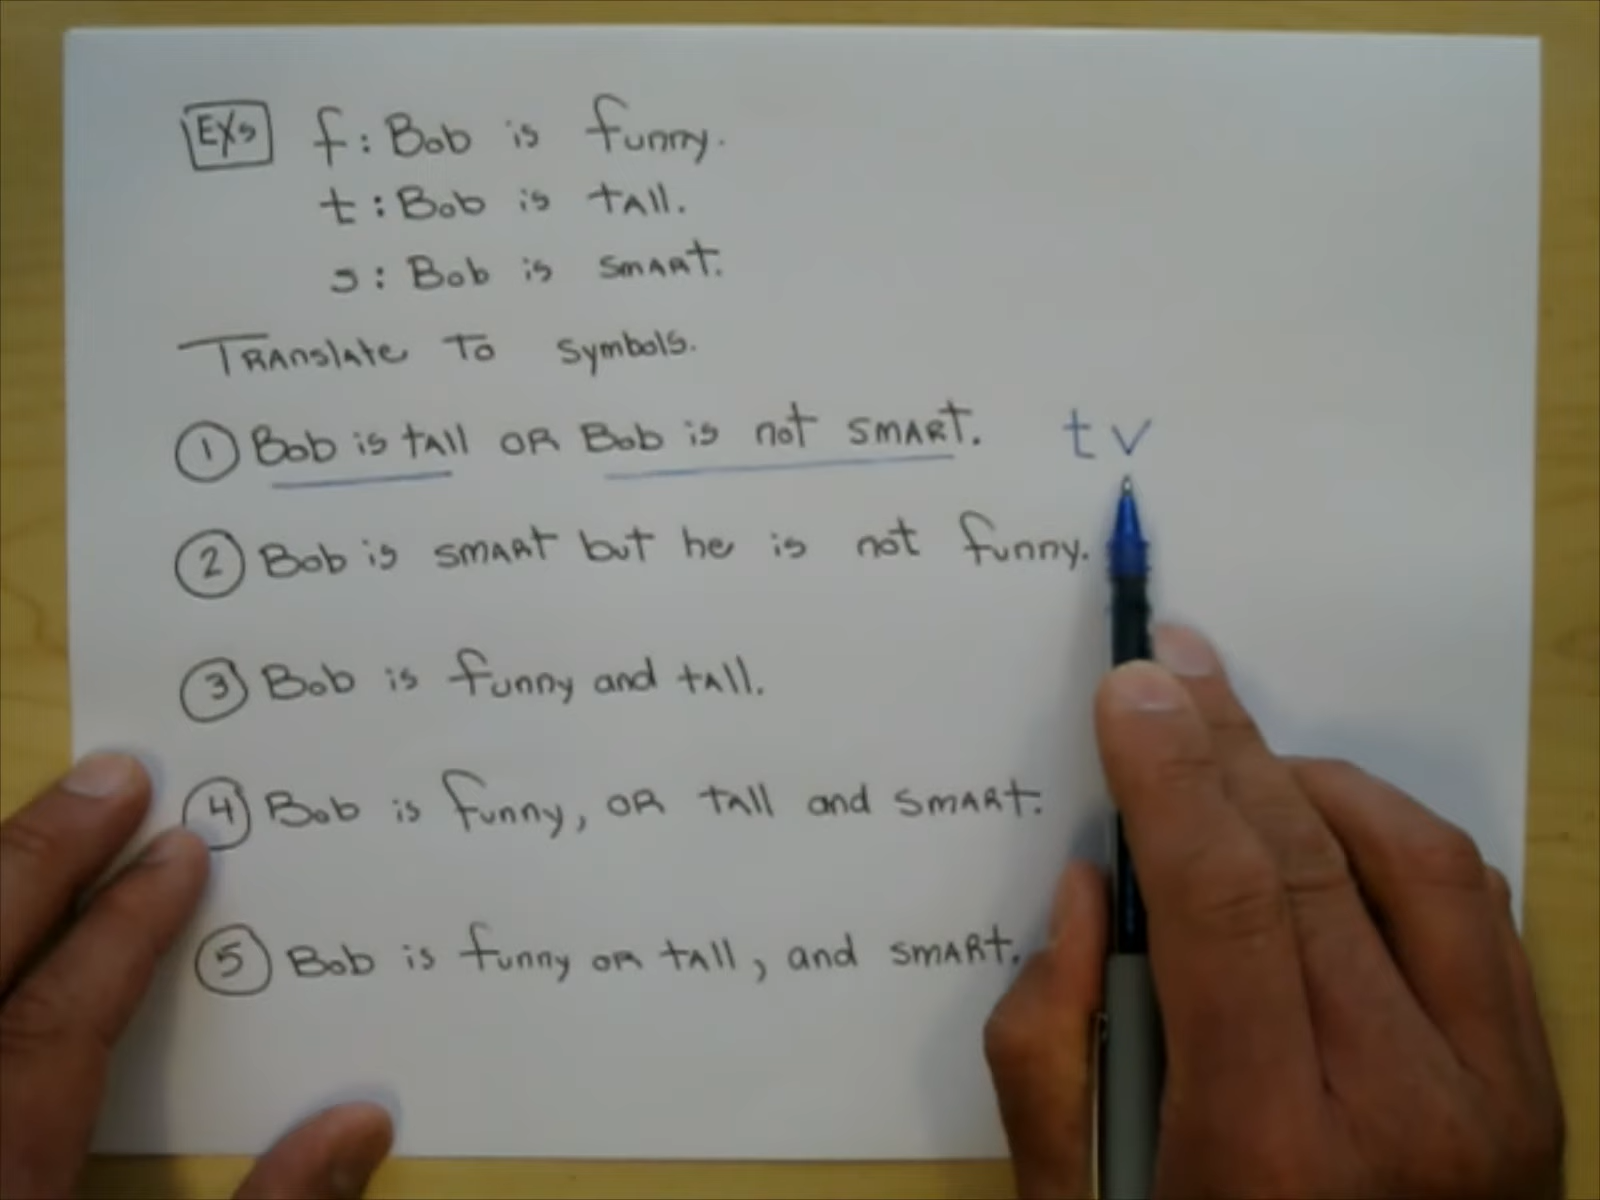 EXs f: Bob is funny.
t: Bob is tAll.
s: Bob is smART.
TRAnslAte To symbols.
1 Bob is tAll OR Bob is not smART. t v
2 Bob is smART but he is not funny.
3 Bob is funny and tAll.
4 Bob is funny, OR tAll and smART.
5 Bob is funny OR tAll, and smART.